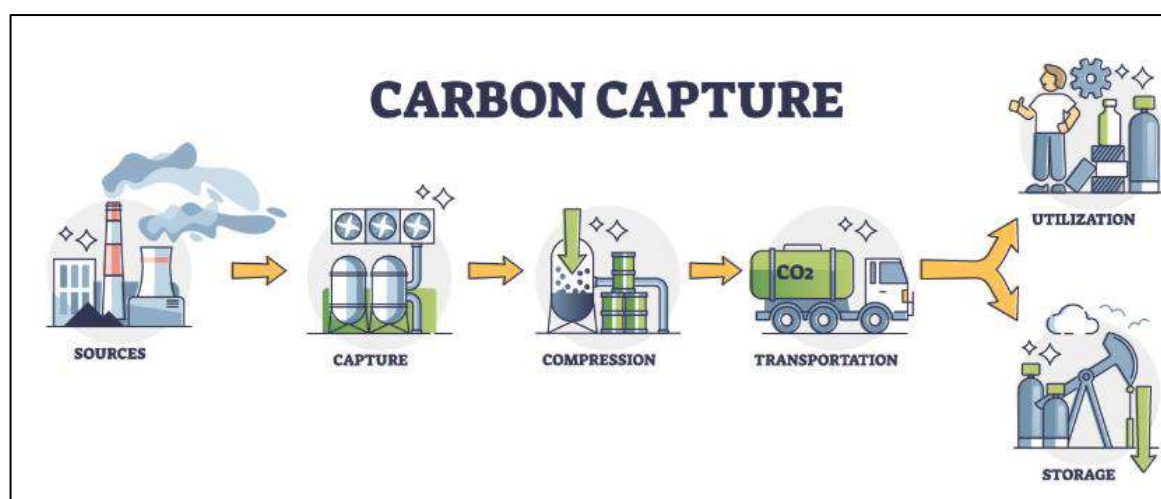 CARBON CAPTURE
SOURCES
CAPTURE
COMPRESSION
CO2
TRANSPORTATION
UTILIZATION
STORAGE